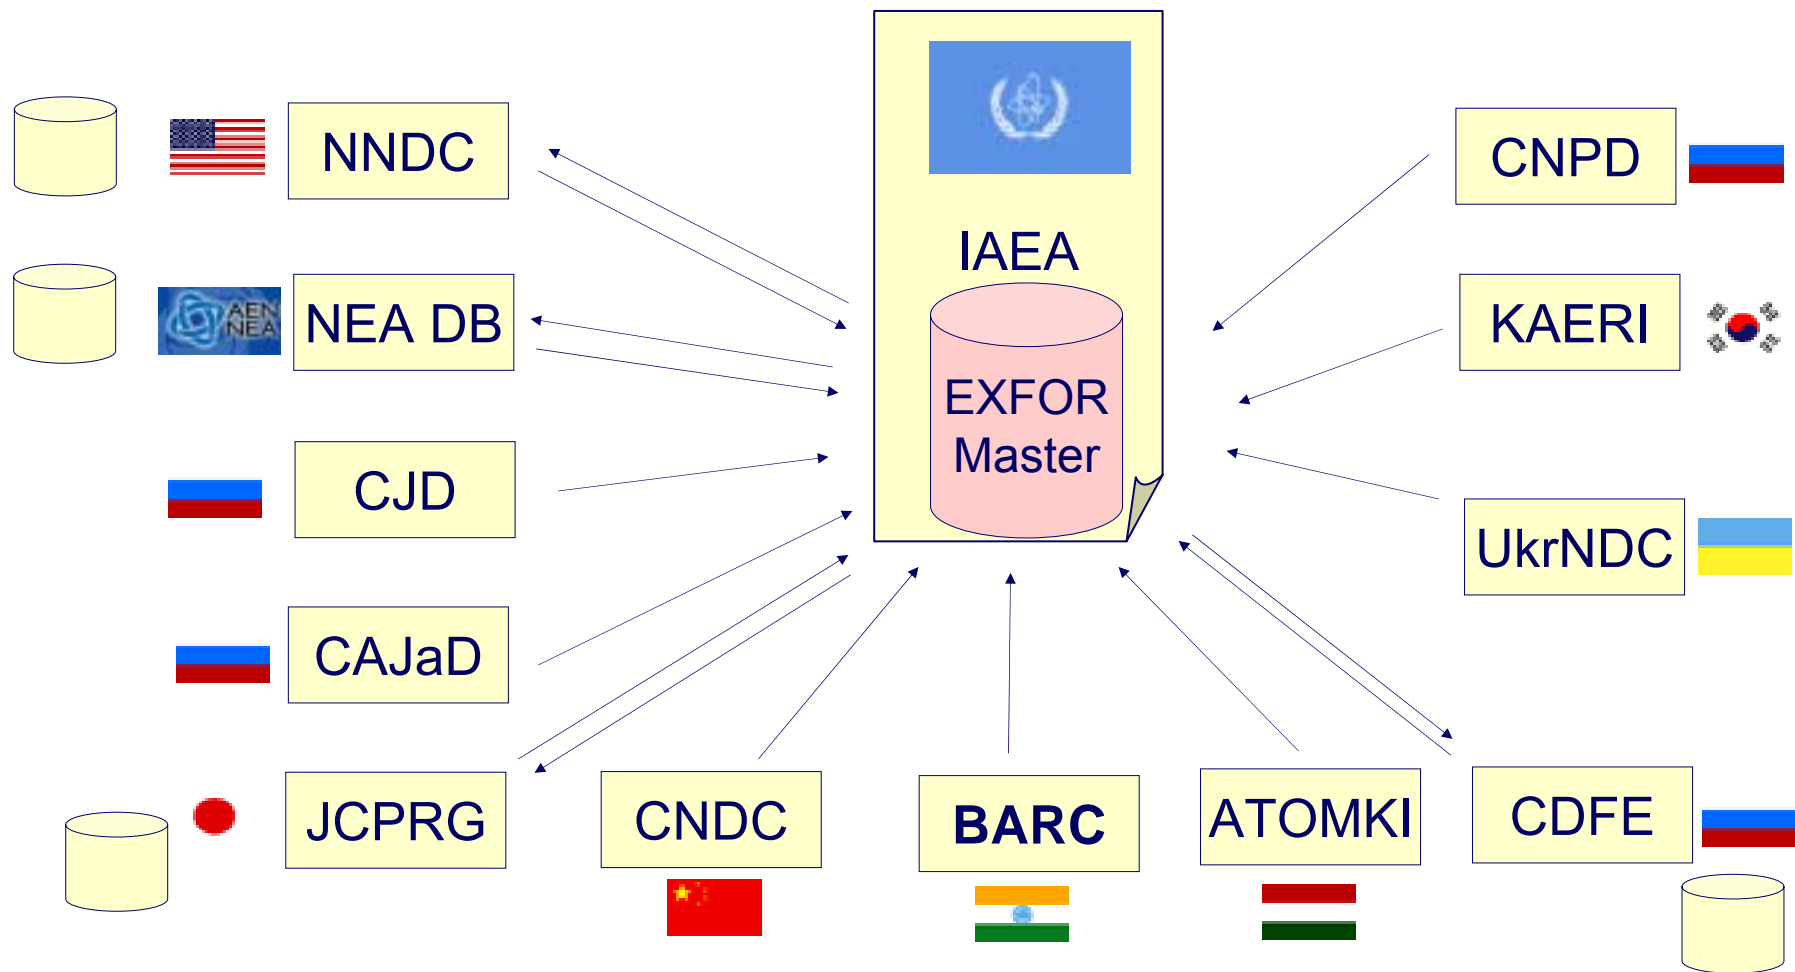 NNDC
CNPD
IAEA
AEN
NEA
NEA DB
KAERI
EXFOR
Master
CJD
UkrNDC
CAJaD
JCPRG
CNDC
BARC
ATOMKI
CDFE